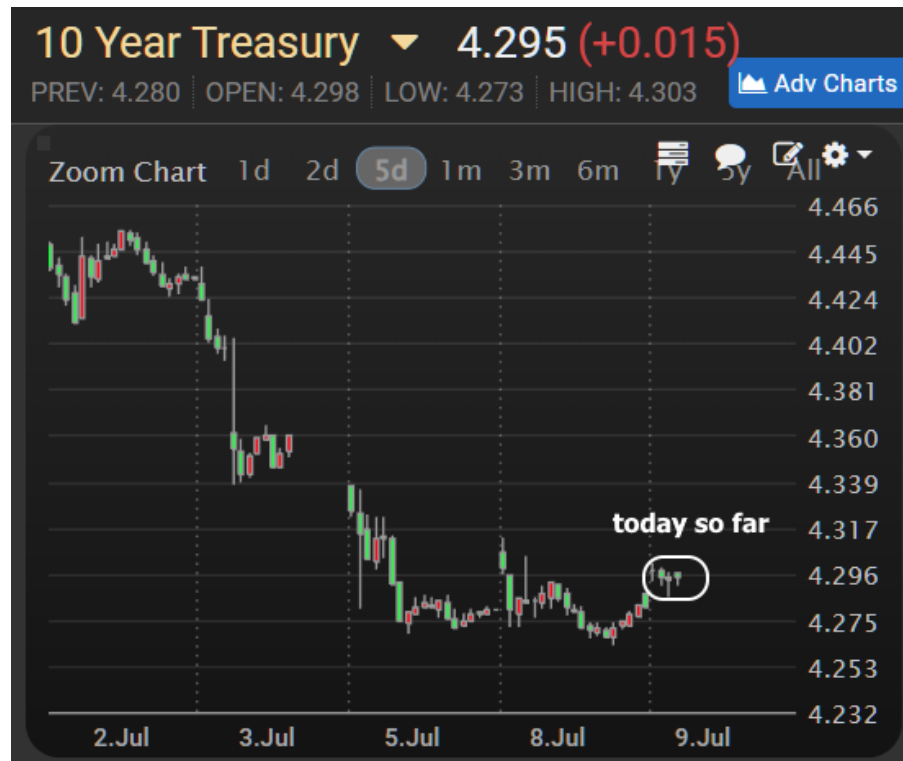 10 Year Treasury 4.295 (+0.015)
PREV: 4.280 OPEN: 4.298 LOW: 4.273 HIGH: 4.303
Adv Charts
Zoom Chart 1d 2d 5d 1m 3m 6m 1y 5y All
4.466
4.445
4.424
4.402
4.381
4.360
4.339
today so far
4.317
4.296
4.275
4.253
4.232
2.Jul 3.Jul 5.Jul 8.Jul 9.Jul